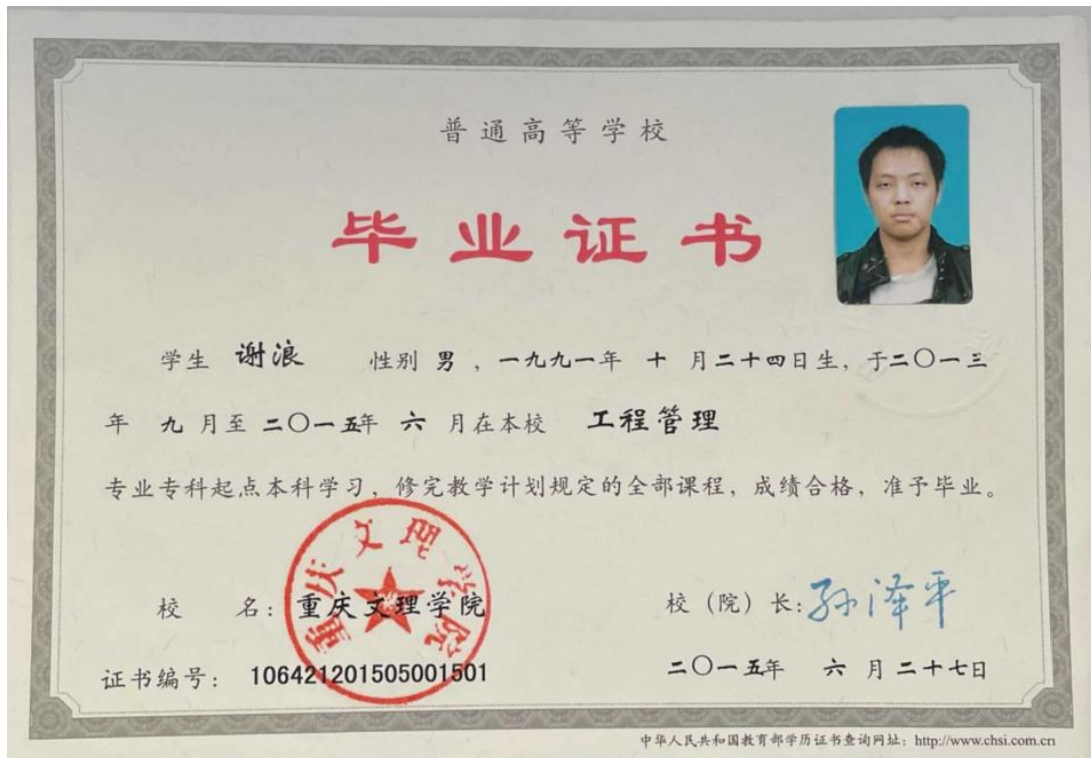 普通高等学校
毕业证书
学生 谢浪 性别 男 ，一九九一年 十 月二十四日生，于二〇一三
年 九 月至 二〇一五年 六 月在本校 工程管理
专业专科起点本科学习，修完教学计划规定的全部课程，成绩合格，准予毕业。
重庆文理学院
校 名：重庆文理学院
校（院）长：孙泽平
证书编号：106421201505001501
二〇一五年 六 月二十七日
中华人民共和国教育部学历证书查询网址：http://www.chsi.com.cn